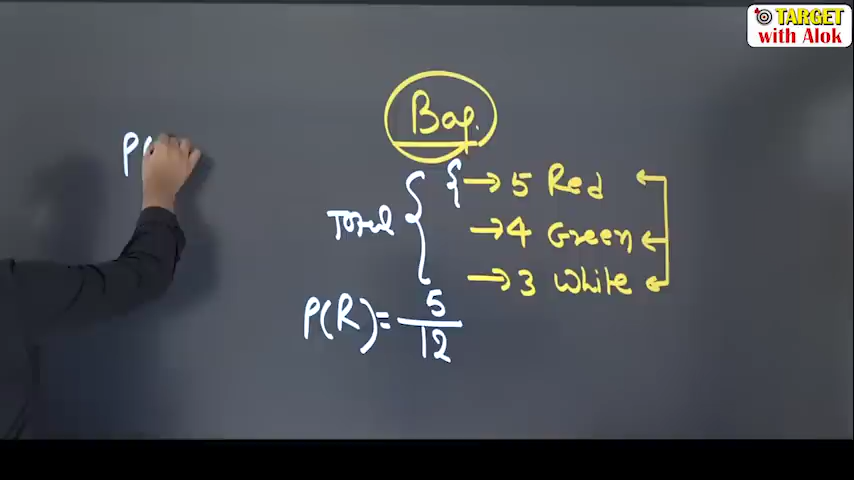 TARGET
with Alok
Bag.
P(
→ 5 Red
Total
→ 4 Green
→ 3 White
P(R) = 5/12